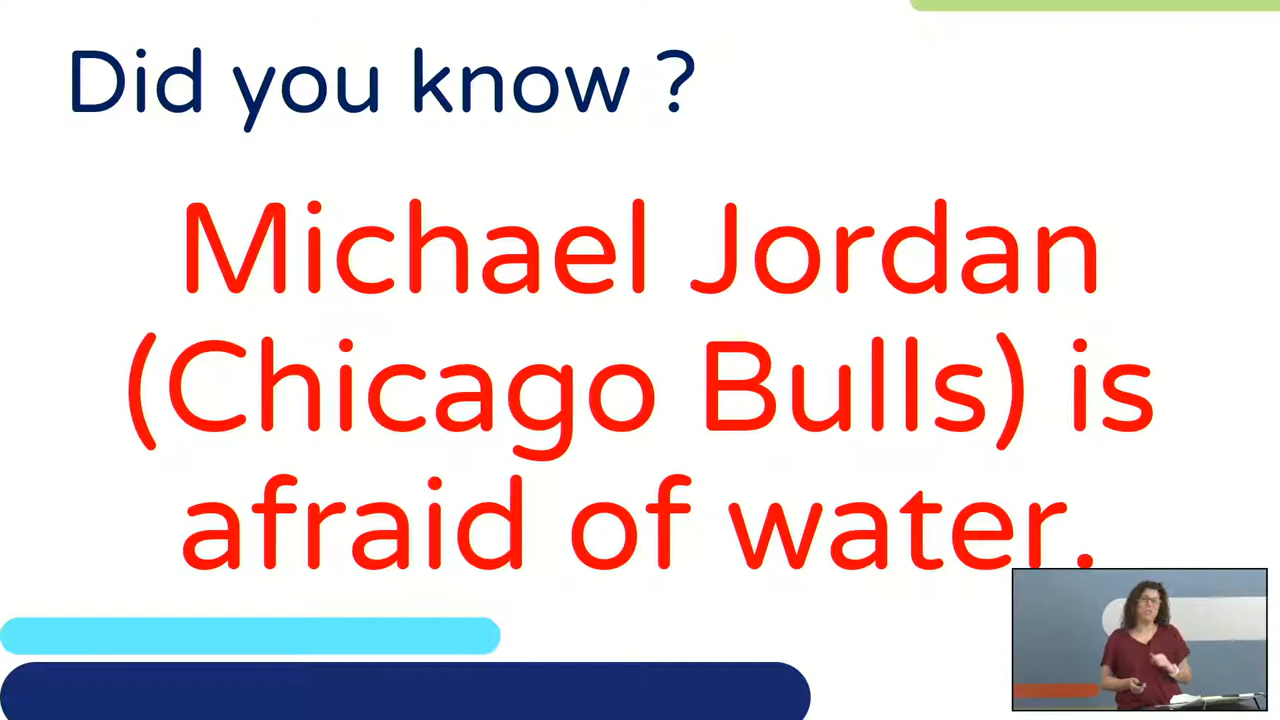 Did you know ?
Michael Jordan
(Chicago Bulls) is
afraid of water.